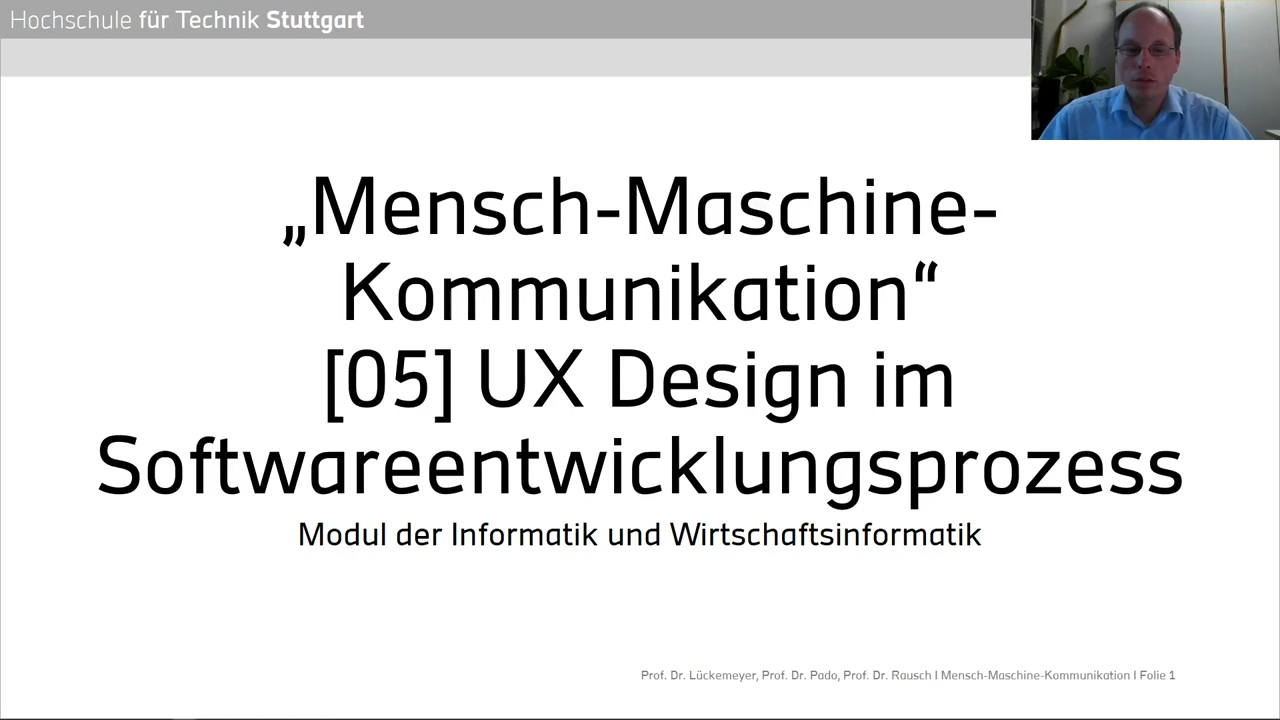 Hochschule für Technik Stuttgart
„Mensch-Maschine-
Kommunikation“
[05] UX Design im
Softwareentwicklungsprozess
Modul der Informatik und Wirtschaftsinformatik
Prof. Dr. Lückemeyer, Prof. Dr. Pado, Prof. Dr. Rausch I Mensch-Maschine-Kommunikation I Folie 1